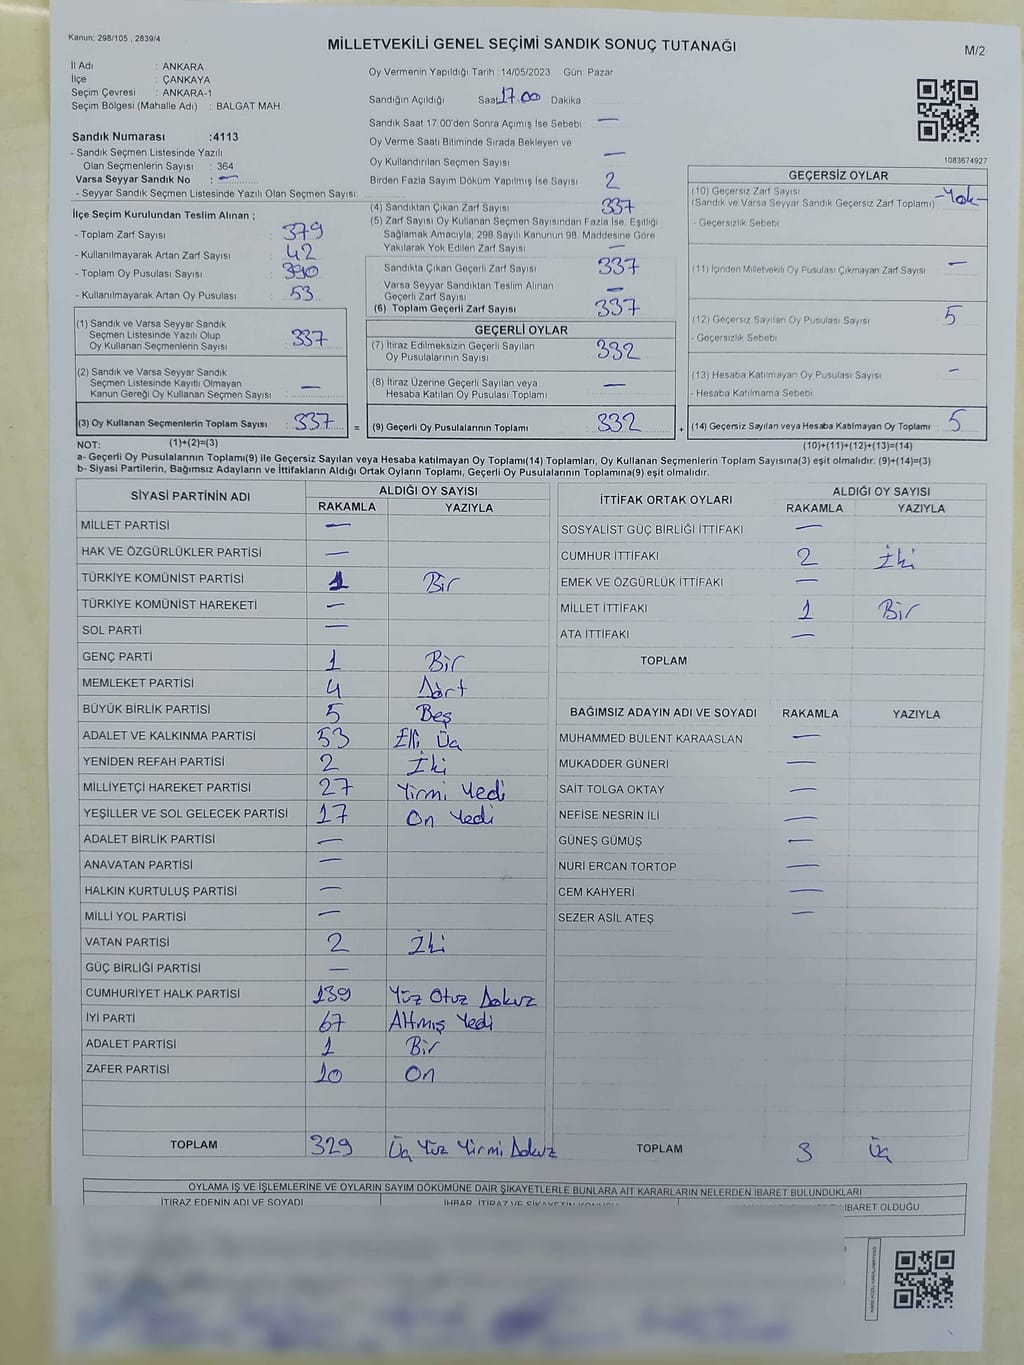 Kanun; 298/105 , 2839/4
MİLLETVEKİLİ GENEL SEÇİMİ SANDIK SONUÇ TUTANAĞI
M/2
İl Adı : ANKARA
İlçe : ÇANKAYA
Seçim Çevresi : ANKARA-1
Seçim Bölgesi (Mahalle Adı) : BALGAT MAH.
Sandık Numarası :4113
- Sandık Seçmen Listesinde Yazılı
Olan Seçmenlerin Sayısı : 364
Varsa Seyyar Sandık No : —
- Seyyar Sandık Seçmen Listesinde Yazılı Olan Seçmen Sayısı:
İlçe Seçim Kurulundan Teslim Alınan ;
- Toplam Zarf Sayısı : 379
- Kullanılmayarak Artan Zarf Sayısı : 42
- Toplam Oy Pusulası Sayısı : 390
- Kullanılmayarak Artan Oy Pusulası : 53
(1) Sandık ve Varsa Seyyar Sandık
Seçmen Listesinde Yazılı Olup
Oy Kullanan Seçmenlerin Sayısı : 337
(2) Sandık ve Varsa Seyyar Sandık
Seçmen Listesinde Kayıtlı Olmayan
Kanun Gereği Oy Kullanan Seçmen Sayısı : —
(3) Oy Kullanan Seçmenlerin Toplam Sayısı : 337 =
Oy Vermenin Yapıldığı Tarih :14/05/2023 Gün: Pazar
Sandığın Açıldığı Saat 17.00 Dakika
Sandık Saat 17:00'den Sonra Açımış İse Sebebi —
Oy Verme Saati Bitiminde Sırada Bekleyen ve
Oy Kullandırılan Seçmen Sayısı —
Birden Fazla Sayım Döküm Yapılmış İse Sayısı 2
(4) Sandıktan Çıkan Zarf Sayısı 337
(5) Zarf Sayısı Oy Kullanan Seçmen Sayısından Fazla İse, Eşitliği
Sağlamak Amacıyla; 298 Sayılı Kanunun 98. Maddesine Göre
Yakılarak Yok Edilen Zarf Sayısı —
Sandıkta Çıkan Geçerli Zarf Sayısı 337
Varsa Seyyar Sandıktan Teslim Alınan
Geçerli Zarf Sayısı —
(6) Toplam Geçerli Zarf Sayısı 337
GEÇERLİ OYLAR
(7) İtiraz Edilmeksizin Geçerli Sayılan
Oy Pusulalarının Sayısı 332
(8) İtiraz Üzerine Geçerli Sayılan veya
Hesaba Katılan Oy Pusulaları Toplamı —
(9) Geçerli Oy Pusulalarının Toplamı 332 +
1083674927
GEÇERSİZ OYLAR
(10) Geçersiz Zarf Sayısı
(Sandık ve Varsa Seyyar Sandık Geçersiz Zarf Toplamı) -Yok-
- Geçersizlik Sebebi
(11) İçinden Milletvekili Oy Pusulası Çıkmayan Zarf Sayısı —
(12) Geçersiz Sayılan Oy Pusulası Sayısı 5
- Geçersizlik Sebebi
(13) Hesaba Katılmayan Oy Pusulası Sayısı —
- Hesaba Katılmama Sebebi
(14) Geçersiz Sayılan veya Hesaba Katılmayan Oy Toplamı : 5
NOT: (1)+(2)=(3) (10)+(11)+(12)+(13)=(14)
a- Geçerli Oy Pusulalarının Toplamı(9) ile Geçersiz Sayılan veya Hesaba katılmayan Oy Toplamı(14) Toplamları, Oy Kullanan Seçmenlerin Toplam Sayısına(3) eşit olmalıdır. (9)+(14)=(3)
b- Siyasi Partilerin, Bağımsız Adayların ve İttifakların Aldığı Ortak Oyların Toplamı, Geçerli Oy Pusulalarının Toplamına(9) eşit olmalıdır.
SİYASİ PARTİNİN ADI ALDIĞI OY SAYISI
RAKAMLA YAZIYLA
MİLLET PARTİSİ —
HAK VE ÖZGÜRLÜKLER PARTİSİ —
TÜRKİYE KOMÜNİST PARTİSİ 1 Bir
TÜRKİYE KOMÜNİST HAREKETİ —
SOL PARTİ —
GENÇ PARTİ 1 Bir
MEMLEKET PARTİSİ 4 Dört
BÜYÜK BİRLİK PARTİSİ 5 Beş
ADALET VE KALKINMA PARTİSİ 53 Elli Üç
YENİDEN REFAH PARTİSİ 2 İki
MİLLİYETÇİ HAREKET PARTİSİ 27 Yirmi Yedi
YEŞİLLER VE SOL GELECEK PARTİSİ 17 On Yedi
ADALET BİRLİK PARTİSİ —
ANAVATAN PARTİSİ —
HALKIN KURTULUŞ PARTİSİ —
MİLLİ YOL PARTİSİ —
VATAN PARTİSİ 2 İki
GÜÇ BİRLİĞİ PARTİSİ —
CUMHURİYET HALK PARTİSİ 139 Yüz Otuz Dokuz
İYİ PARTİ 67 Altmış Yedi
ADALET PARTİSİ 1 Bir
ZAFER PARTİSİ 10 On
TOPLAM 329 Üç Yüz Yirmi Dokuz
İTTİFAK ORTAK OYLARI ALDIĞI OY SAYISI
RAKAMLA YAZIYLA
SOSYALİST GÜÇ BİRLİĞİ İTTİFAKI —
CUMHUR İTTİFAKI 2 İki
EMEK VE ÖZGÜRLÜK İTTİFAKI —
MİLLET İTTİFAKI 1 Bir
ATA İTTİFAKI —
TOPLAM
BAĞIMSIZ ADAYIN ADI VE SOYADI RAKAMLA YAZIYLA
MUHAMMED BÜLENT KARAASLAN —
MUKADDER GÜNERİ —
SAİT TOLGA OKTAY —
NEFİSE NESRİN İLİ —
GÜNEŞ GÜMÜŞ —
NURİ ERCAN TORTOP —
CEM KAHYERİ —
SEZER ASİL ATEŞ —
TOPLAM 3 Üç
OYLAMA İŞ VE İŞLEMLERİNE VE OYLARIN SAYIM DÖKÜMÜNE DAİR ŞİKAYETLERLE BUNLARA AİT KARARLARIN NELERDEN İBARET BULUNDUKLARI
İTİRAZ EDENİN ADI VE SOYADI İHBAR, İTİRAZ VE ŞİKAYETİN KONUSU İBARET OLDUĞU